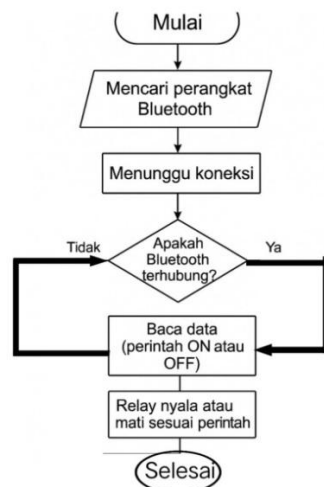 Mulai
Mencari perangkat
Bluetooth
Menunggu koneksi
Tidak
Apakah
Bluetooth
terhubung?
Ya
Baca data
(perintah ON atau
OFF)
Relay nyala atau
mati sesuai perintah
Selesai